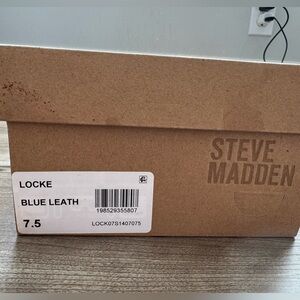 STEVE
MADDEN
LOCKE
BLUE LEATH
198529355807
7.5
LOCK07S1407075